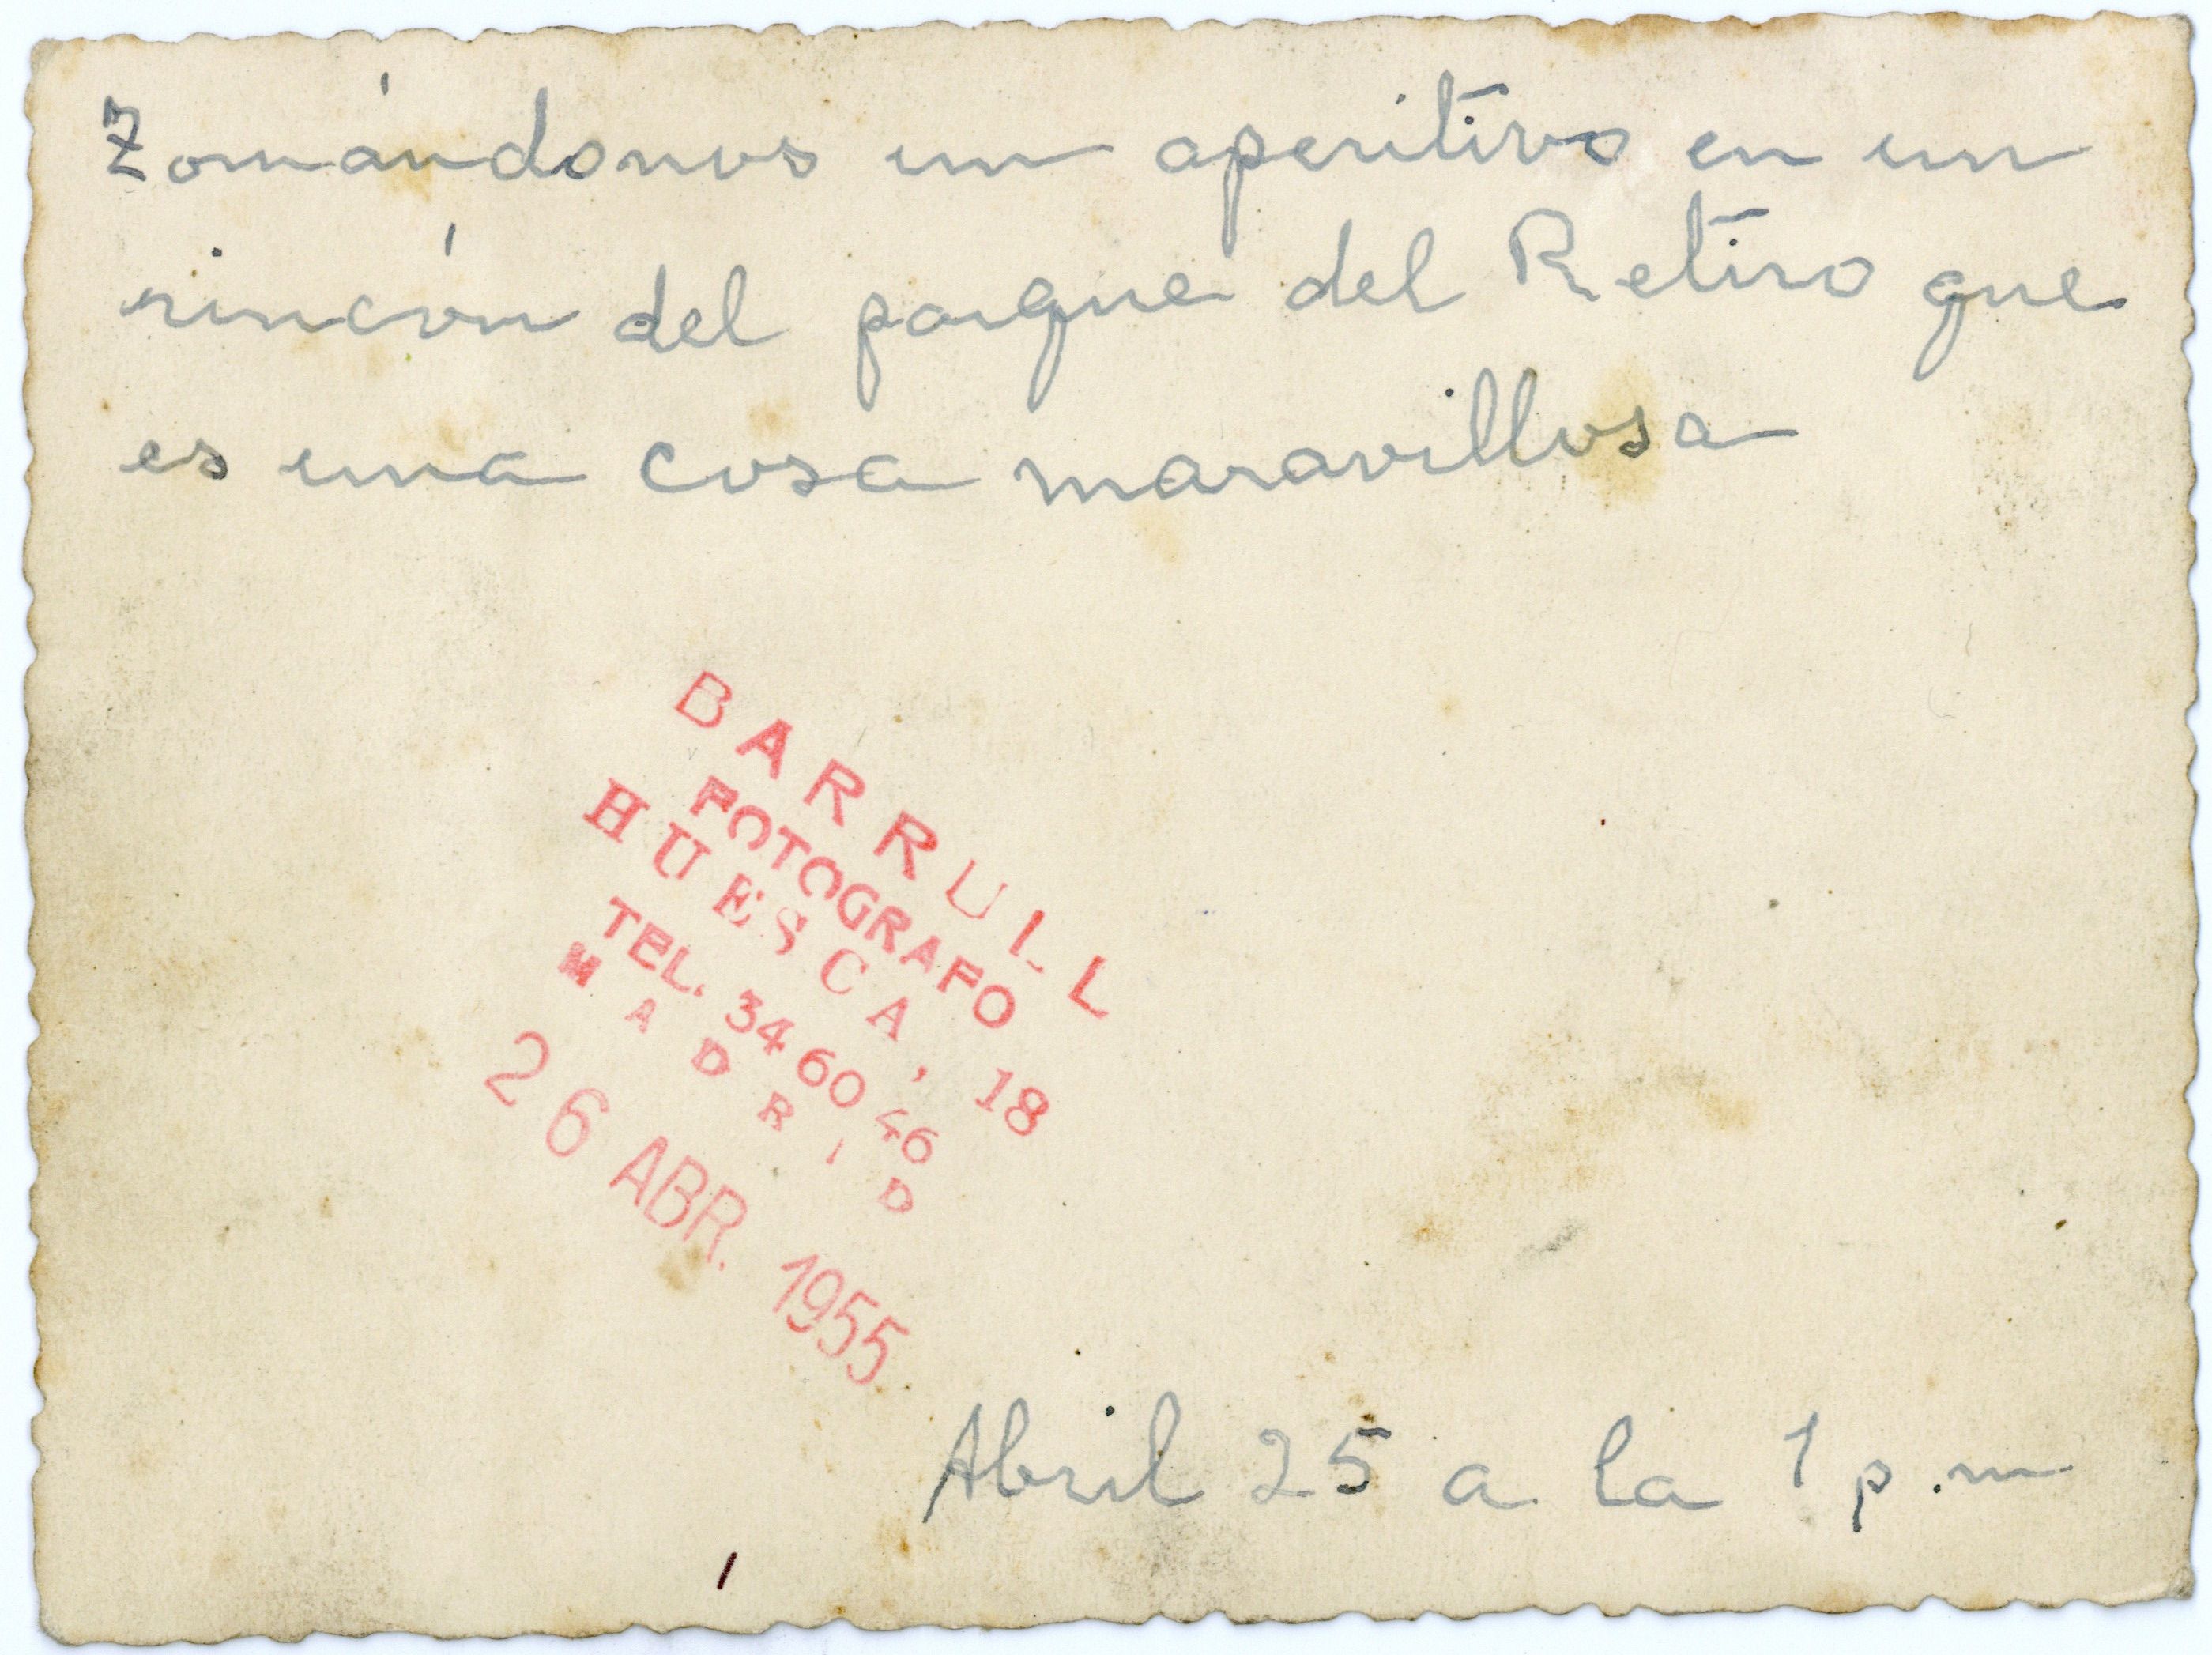 Tomándonos un aperitivo en un
rincón del parque del Retiro que
es una cosa maravillosa
BARRULL
FOTOGRAFO
HUESCA, 18
TEL. 34 60 46
MADRID
26 ABR. 1955
Abril 25 a la 1 p.m